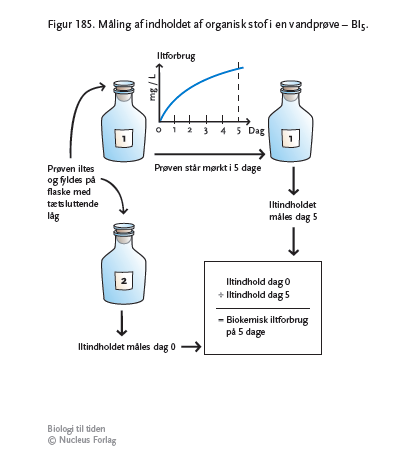 Figur 185. Måling af indholdet af organisk stof i en vandprøve – BI₅.
Iltforbrug
mg / L
0 1 2 3 4 5 Dag
1
1
Prøven iltes
og fyldes på
flaske med
tætsluttende
låg
Prøven står mørkt i 5 dage
Iltindholdet
måles dag 5
2
Iltindhold dag 0
÷ Iltindhold dag 5
= Biokemisk iltforbrug
på 5 dage
Iltindholdet måles dag 0
Biologi til tiden
© Nucleus Forlag